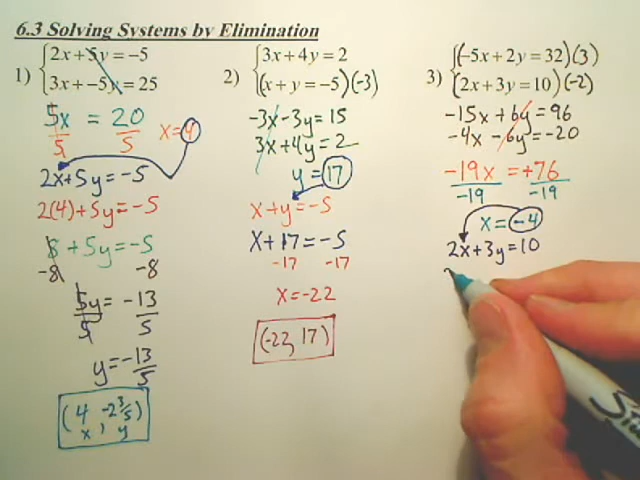 6.3 Solving Systems by Elimination
1) 2x + 5y = -5
3x + -5y = 25
5x = 20
5 5
x = 4
2x + 5y = -5
2(4) + 5y = -5
8 + 5y = -5
-8 -8
5y = -13
5 5
y = -13
5
(4, -2 3/5)
x, y
2) 3x + 4y = 2
(x + y = -5)(-3)
-3x - 3y = 15
3x + 4y = 2
y = 17
x + y = -5
x + 17 = -5
-17 -17
x = -22
(-22, 17)
3) (-5x + 2y = 32)(3)
(2x + 3y = 10)(-2)
-15x + 6y = 96
-4x - 6y = -20
-19x = +76
-19 -19
x = -4
2x + 3y = 10